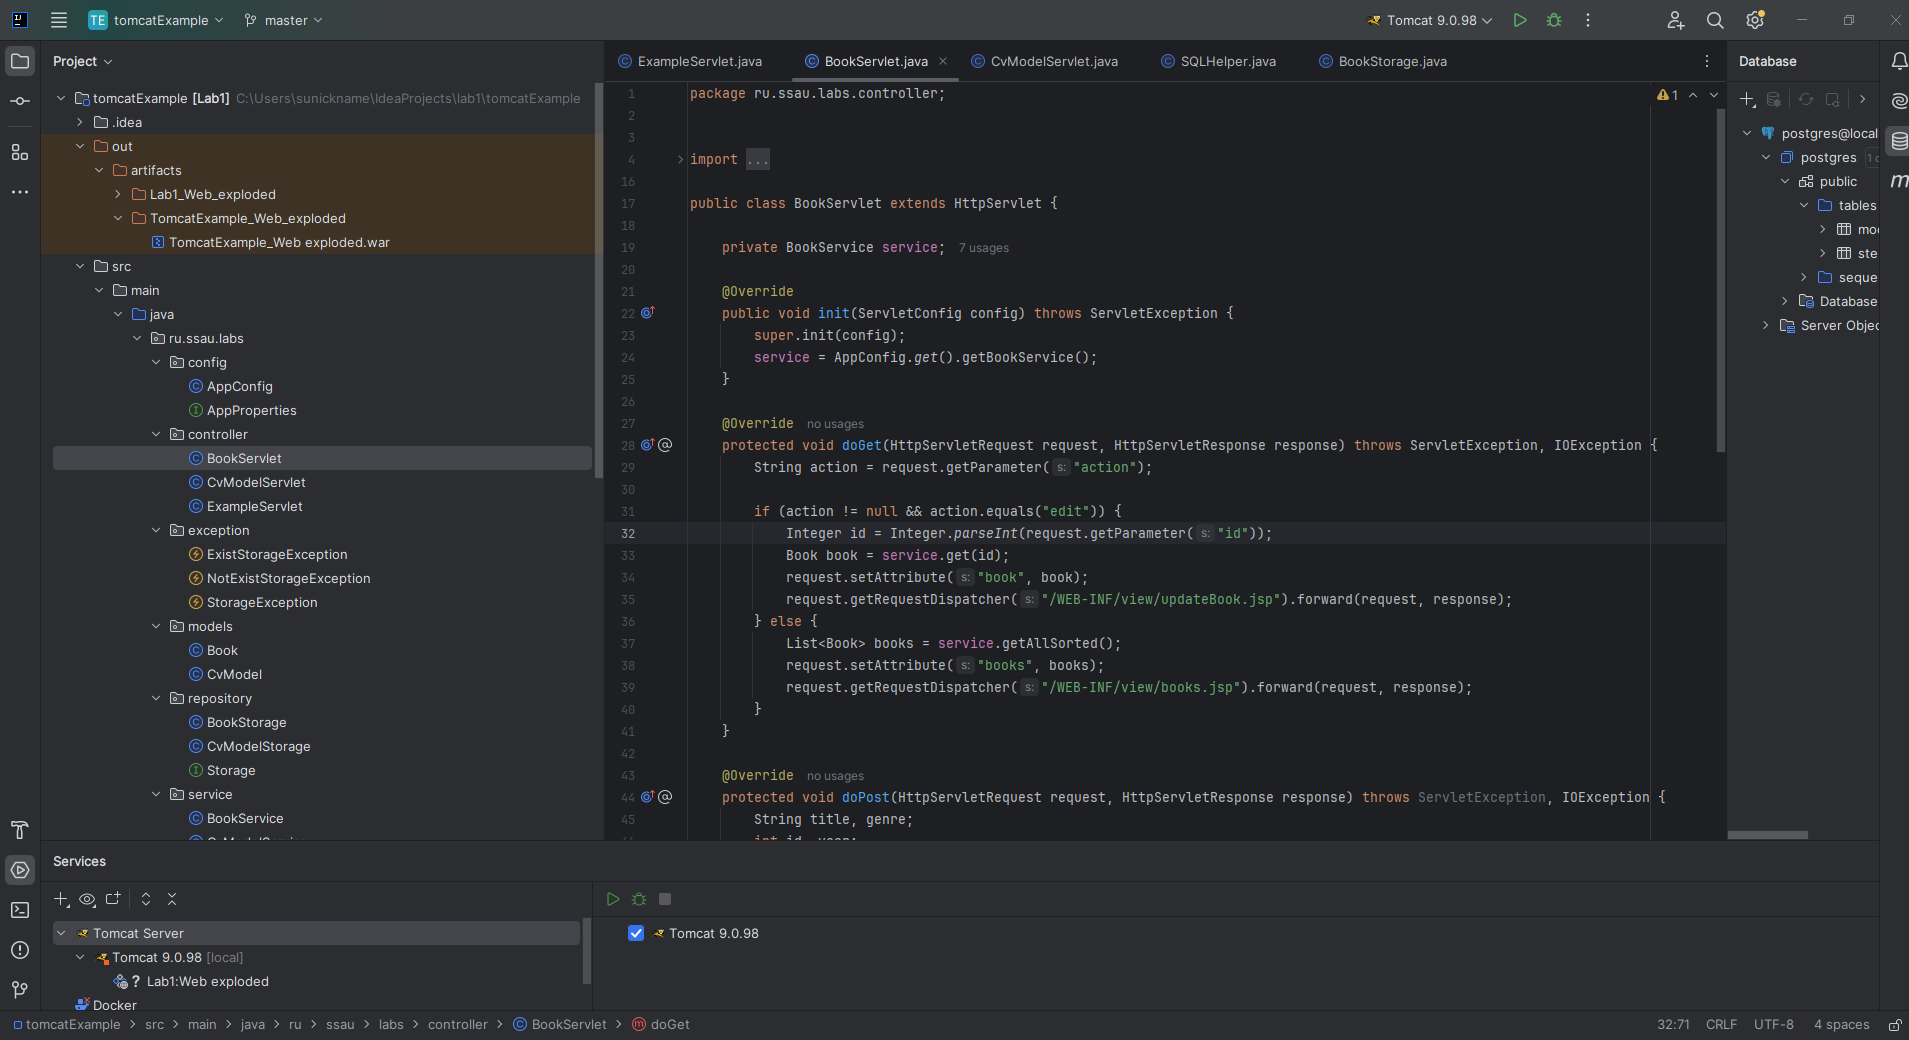 TE tomcatExample master Tomcat 9.0.98
Project
tomcatExample [Lab1] C:\Users\sunickname\IdeaProjects\lab1\tomcatExample
.idea
out
artifacts
Lab1_Web_exploded
TomcatExample_Web_exploded
TomcatExample_Web exploded.war
src
main
java
ru.ssau.labs
config
AppConfig
AppProperties
controller
BookServlet
CvModelServlet
ExampleServlet
exception
ExistStorageException
NotExistStorageException
StorageException
models
Book
CvModel
repository
BookStorage
CvModelStorage
Storage
service
BookService
ExampleServlet.java BookServlet.java CvModelServlet.java SQLHelper.java BookStorage.java
1 package ru.ssau.labs.controller;
1
2
3
4 import ...
16
17 public class BookServlet extends HttpServlet {
18
19 private BookService service; 7 usages
20
21 @Override
22 public void init(ServletConfig config) throws ServletException {
23 super.init(config);
24 service = AppConfig.get().getBookService();
25 }
26
27 @Override no usages
28 protected void doGet(HttpServletRequest request, HttpServletResponse response) throws ServletException, IOException {
29 String action = request.getParameter( s: "action");
30
31 if (action != null && action.equals("edit")) {
32 Integer id = Integer.parseInt(request.getParameter( s: "id"));
33 Book book = service.get(id);
34 request.setAttribute( s: "book", book);
35 request.getRequestDispatcher( s: "/WEB-INF/view/updateBook.jsp").forward(request, response);
36 } else {
37 List<Book> books = service.getAllSorted();
38 request.setAttribute( s: "books", books);
39 request.getRequestDispatcher( s: "/WEB-INF/view/books.jsp").forward(request, response);
40 }
41 }
42
43 @Override no usages
44 protected void doPost(HttpServletRequest request, HttpServletResponse response) throws ServletException, IOException {
45 String title, genre;
Database
postgres@local
postgres 1
public
tables
mo
ste
seque
Database
Server Objec
Services
Tomcat Server
Tomcat 9.0.98 [local]
? Lab1:Web exploded
Docker
Tomcat 9.0.98
tomcatExample > src > main > java > ru > ssau > labs > controller > BookServlet > doGet
32:71 CRLF UTF-8 4 spaces